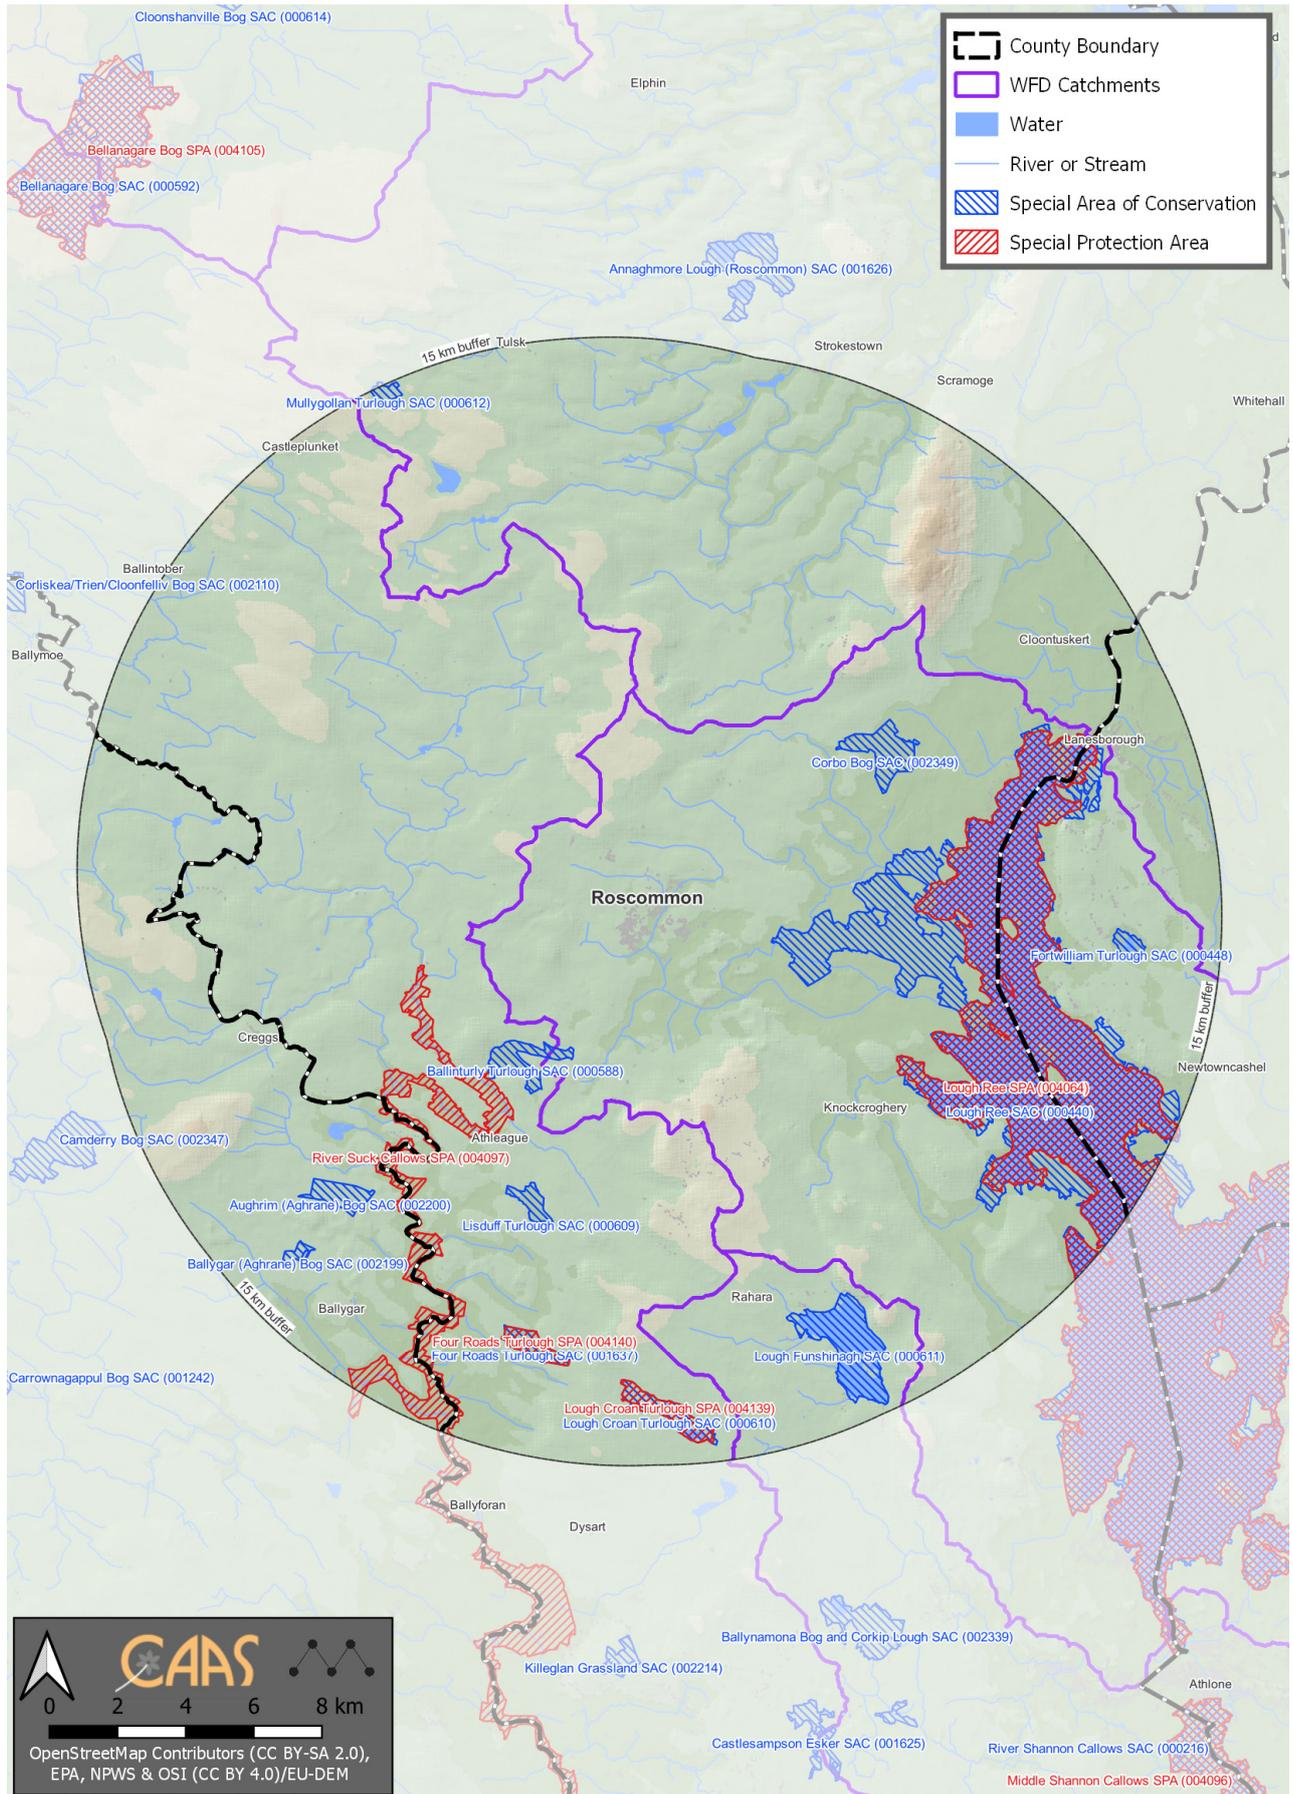 Cloonshanville Bog SAC (000614)
County Boundary
WFD Catchments
Water
River or Stream
Special Area of Conservation
Special Protection Area
Elphin
Bellanagare Bog SPA (004105)
Bellanagare Bog SAC (000592)
Annaghmore Lough (Roscommon) SAC (001626)
15 km buffer
Tulsk
Strokestown
Scramoge
Whitehall
Mullygollan Turlough SAC (000612)
Castleplunket
Ballintober
Corliskea/Trien/Cloonfelliv Bog SAC (002110)
Ballymoe
Cloontuskert
Lanesborough
Corbo Bog SAC (002349)
Roscommon
Fortwilliam Turlough SAC (000448)
15 km buffer
Creggs
Ballinturly Turlough SAC (000588)
Newtowncashel
Lough Ree SPA (004064)
Lough Ree SAC (000440)
Knockcroghery
Camderry Bog SAC (002347)
Athleague
River Suck Callows SPA (004097)
Aughrim (Aghrane) Bog SAC (002200)
Lisduff Turlough SAC (000609)
Ballygar (Aghrane) Bog SAC (002199)
15 km buffer
Ballygar
Rahara
Four Roads Turlough SPA (004140)
Four Roads Turlough SAC (001637)
Lough Funshinagh SAC (000611)
Carrownagappul Bog SAC (001242)
Lough Croan Turlough SPA (004139)
Lough Croan Turlough SAC (000610)
Ballyforan
Dysart
Ballynamona Bog and Corkip Lough SAC (002339)
Killeglan Grassland SAC (002214)
Athlone
Castlesampson Esker SAC (001625)
River Shannon Callows SAC (000216)
Middle Shannon Callows SPA (004096)
CAAS
0 2 4 6 8 km
OpenStreetMap Contributors (CC BY-SA 2.0),
EPA, NPWS & OSI (CC BY 4.0)/EU-DEM